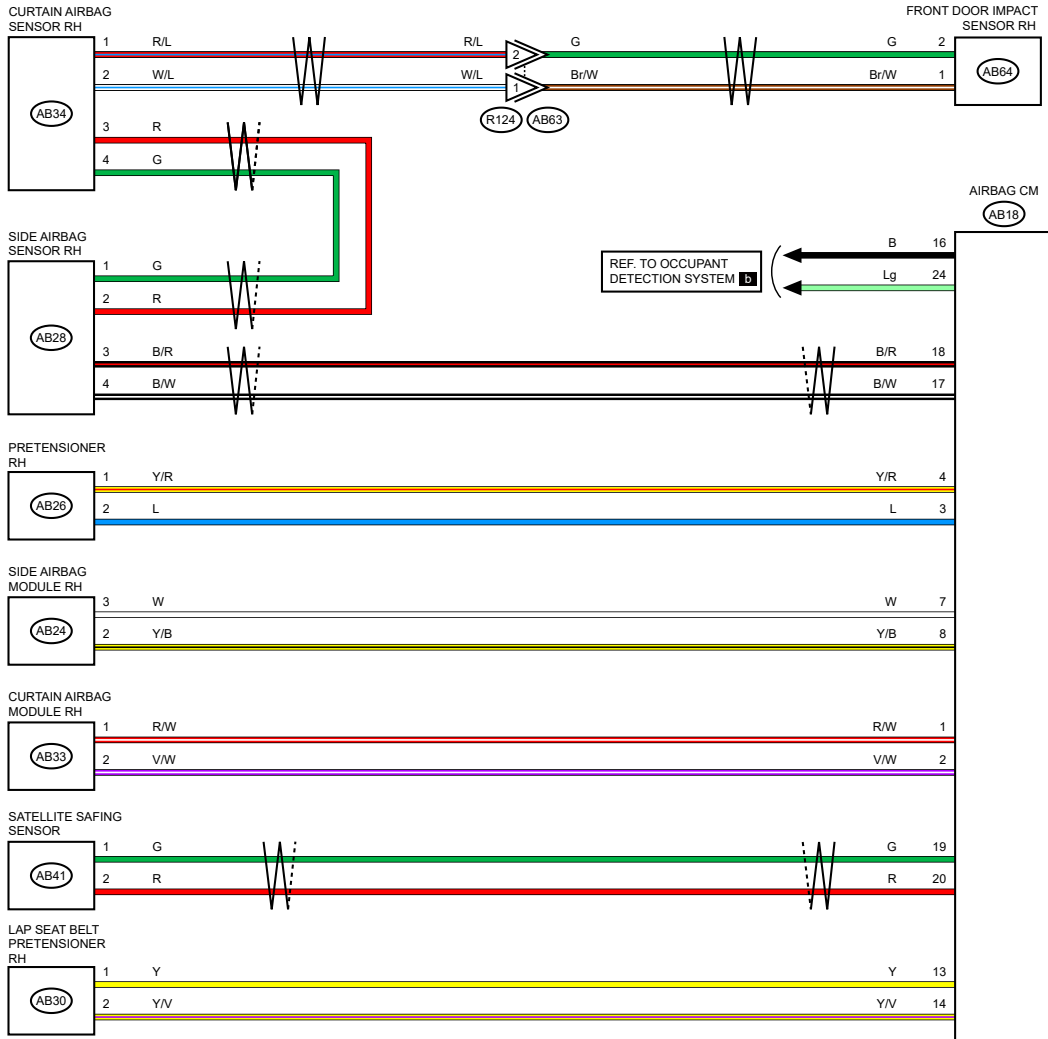 CURTAIN AIRBAG
SENSOR RH
FRONT DOOR IMPACT
SENSOR RH
1 R/L R/L 2 G G 2
2 W/L W/L 1 Br/W Br/W 1
AB34
AB64
R124 AB63
3 R
4 G
AIRBAG CM
AB18
SIDE AIRBAG
SENSOR RH
1 G
2 R
AB28
REF. TO OCCUPANT
DETECTION SYSTEM b
B 16
Lg 24
3 B/R B/R 18
4 B/W B/W 17
PRETENSIONER
RH
1 Y/R Y/R 4
AB26
2 L L 3
SIDE AIRBAG
MODULE RH
3 W W 7
AB24
2 Y/B Y/B 8
CURTAIN AIRBAG
MODULE RH
1 R/W R/W 1
AB33
2 V/W V/W 2
SATELLITE SAFING
SENSOR
1 G G 19
AB41
2 R R 20
LAP SEAT BELT
PRETENSIONER
RH
1 Y Y 13
AB30
2 Y/V Y/V 14